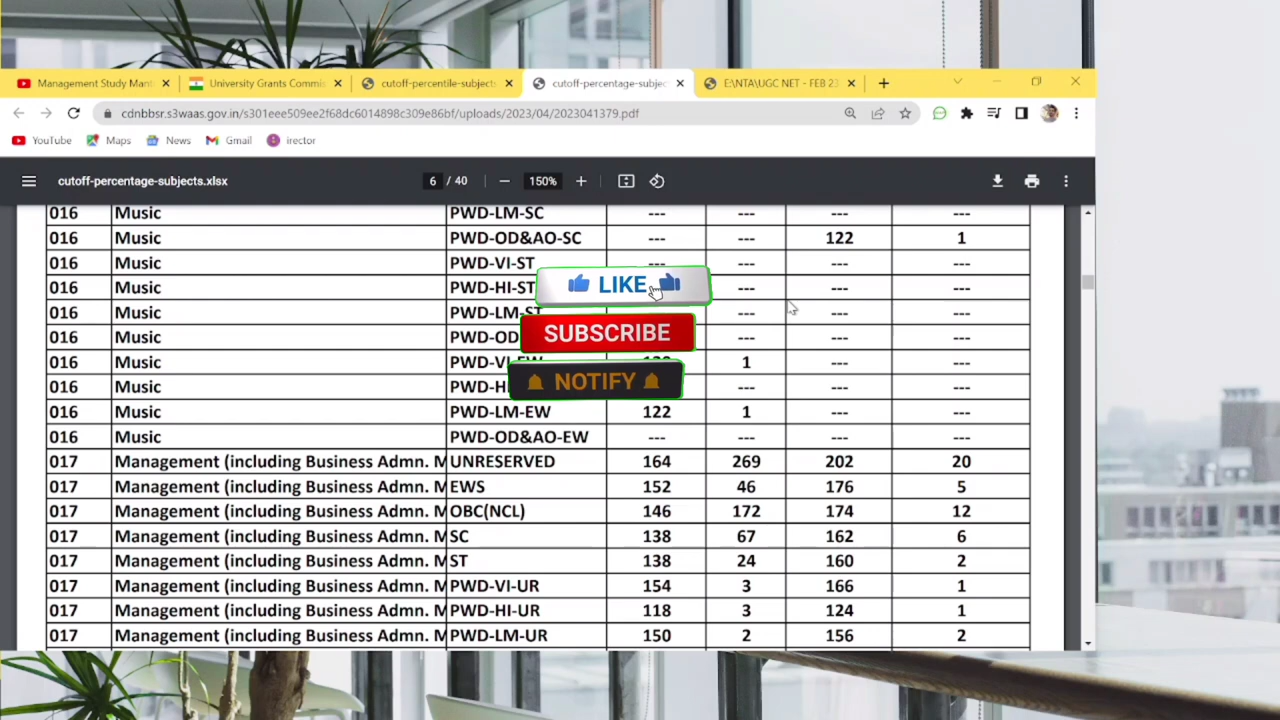 Management Study Mant
University Grants Commis
cutoff-percentile-subjects
cutoff-percentage-subjec
E:\NTA\UGC NET - FEB 23
cdnbbsr.s3waas.gov.in/s301eee509ee2f68dc6014898c309e86bf/uploads/2023/04/2023041379.pdf
YouTube Maps News Gmail irector
cutoff-percentage-subjects.xlsx 6 / 40 150%
016 Music PWD-LM-SC --- --- --- ---
016 Music PWD-OD&AO-SC --- --- 122 1
016 Music PWD-VI-ST --- --- --- ---
016 Music PWD-HI-ST --- --- ---
LIKE
016 Music PWD-LM-ST --- --- ---
SUBSCRIBE
016 Music PWD-OD --- --- ---
016 Music PWD-VI-EW 1 --- ---
NOTIFY
016 Music PWD-H --- --- ---
016 Music PWD-LM-EW 122 1 --- ---
016 Music PWD-OD&AO-EW --- --- --- ---
017 Management (including Business Admn. M UNRESERVED 164 269 202 20
017 Management (including Business Admn. M EWS 152 46 176 5
017 Management (including Business Admn. M OBC(NCL) 146 172 174 12
017 Management (including Business Admn. M SC 138 67 162 6
017 Management (including Business Admn. M ST 138 24 160 2
017 Management (including Business Admn. M PWD-VI-UR 154 3 166 1
017 Management (including Business Admn. M PWD-HI-UR 118 3 124 1
017 Management (including Business Admn. M PWD-LM-UR 150 2 156 2